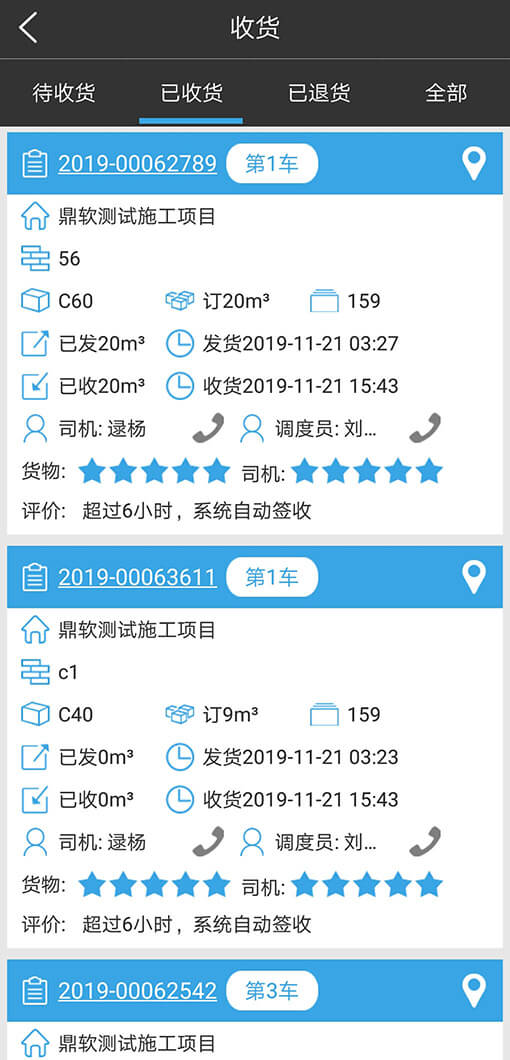 收货
待收货 已收货 已退货 全部
2019-00062789 第1车
鼎软测试施工项目
56
C60 订20m³ 159
已发20m³ 发货2019-11-21 03:27
已收20m³ 收货2019-11-21 15:43
司机: 逯杨 调度员: 刘...
货物: 司机:
评价: 超过6小时，系统自动签收
2019-00063611 第1车
鼎软测试施工项目
c1
C40 订9m³ 159
已发0m³ 发货2019-11-21 03:23
已收0m³ 收货2019-11-21 15:43
司机: 逯杨 调度员: 刘...
货物: 司机:
评价: 超过6小时，系统自动签收
2019-00062542 第3车
鼎软测试施工项目